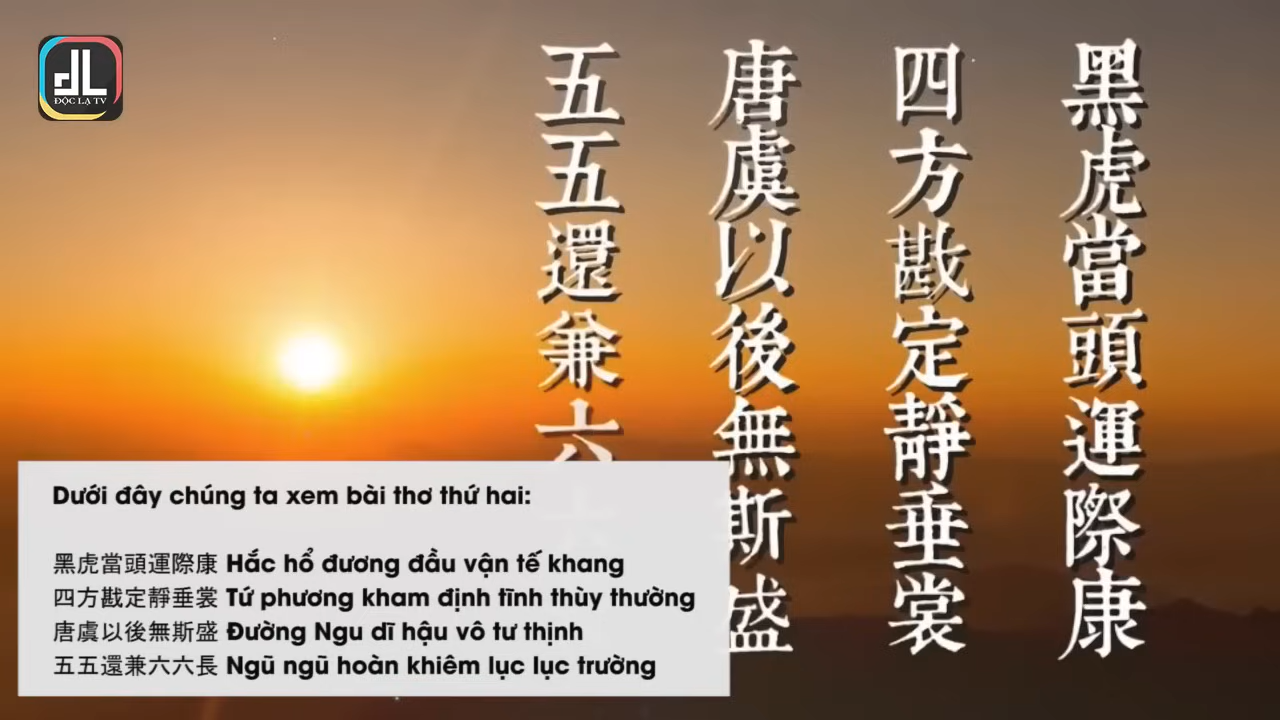 ĐỘC LẠ TV
黑虎當頭運際康
四方戡定靜垂裳
唐虞以後無斯盛
五五還兼六
Dưới đây chúng ta xem bài thơ thứ hai:
黑虎當頭運際康 Hắc hổ đương đầu vận tế khang
四方戡定靜垂裳 Tứ phương kham định tĩnh thùy thường
唐虞以後無斯盛 Đường Ngu dĩ hậu vô tư thịnh
五五還兼六六長 Ngũ ngũ hoàn khiêm lục lục trường